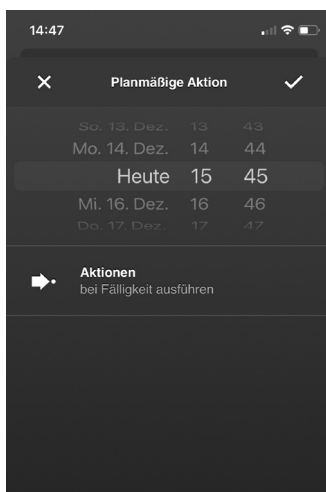 14:47
Planmäßige Aktion
So. 13. Dez. 13 43
Mo. 14. Dez. 14 44
Heute 15 45
Mi. 16. Dez. 16 46
Do. 17. Dez. 17 47
Aktionen
bei Fälligkeit ausführen